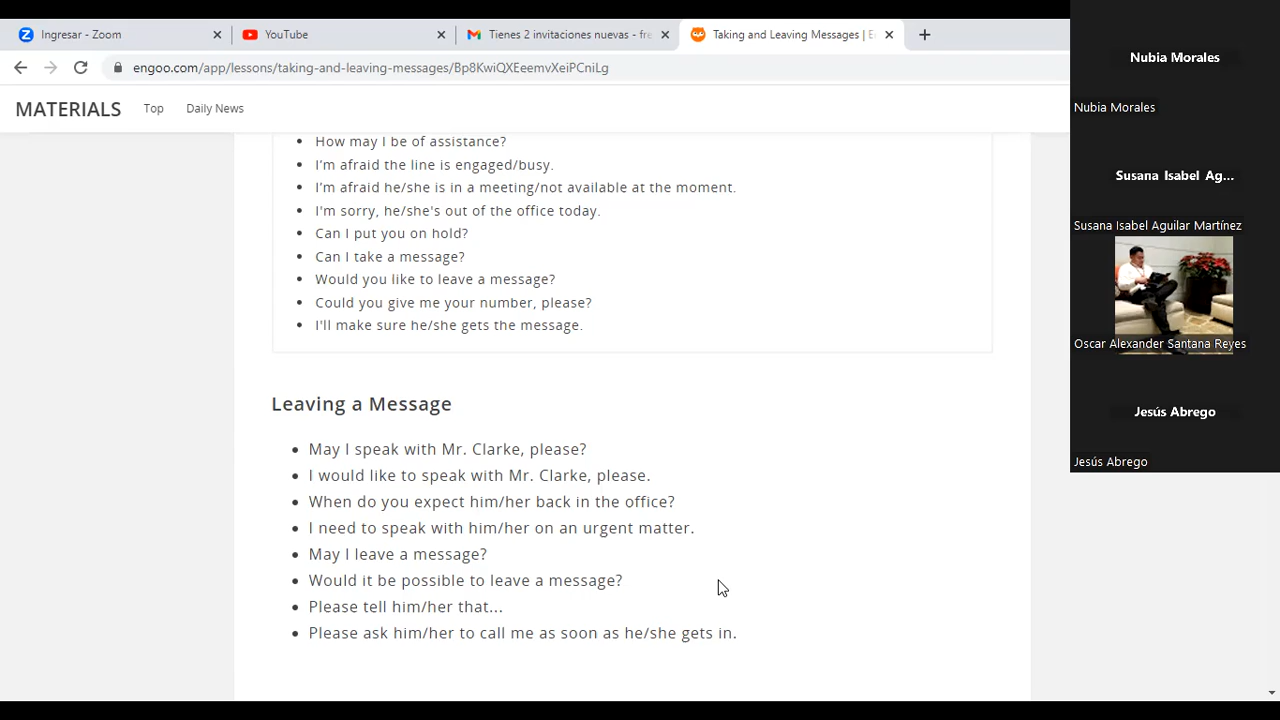 Ingresar - Zoom
YouTube
Tienes 2 invitaciones nuevas - fre
Taking and Leaving Messages | E
engoo.com/app/lessons/taking-and-leaving-messages/Bp8KwiQXEeemvXeiPCniLg
MATERIALS Top Daily News
• How may I be of assistance?
• I'm afraid the line is engaged/busy.
• I'm afraid he/she is in a meeting/not available at the moment.
• I'm sorry, he/she's out of the office today.
• Can I put you on hold?
• Can I take a message?
• Would you like to leave a message?
• Could you give me your number, please?
• I'll make sure he/she gets the message.
Leaving a Message
• May I speak with Mr. Clarke, please?
• I would like to speak with Mr. Clarke, please.
• When do you expect him/her back in the office?
• I need to speak with him/her on an urgent matter.
• May I leave a message?
• Would it be possible to leave a message?
• Please tell him/her that...
• Please ask him/her to call me as soon as he/she gets in.
Nubia Morales
Nubia Morales
Susana Isabel Ag...
Susana Isabel Aguilar Martínez
Oscar Alexander Santana Reyes
Jesús Abrego
Jesús Abrego